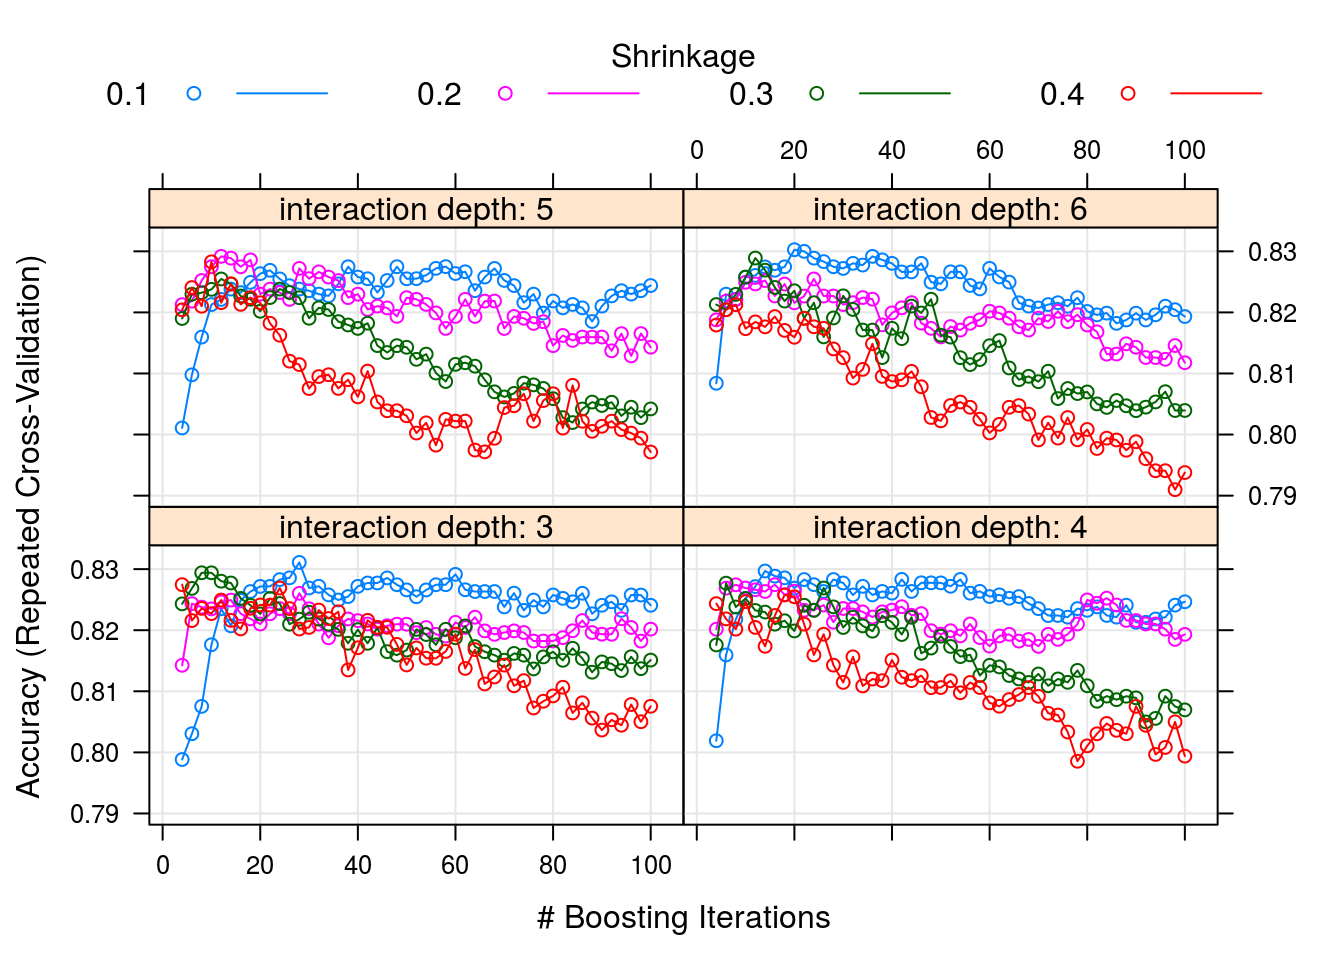 Shrinkage
0.1 0.2 0.3 0.4
0 20 40 60 80 100
interaction depth: 5 interaction depth: 6
0.83
0.82
0.81
0.80
0.79
interaction depth: 3 interaction depth: 4
0.83
0.82
0.81
0.80
0.79
0 20 40 60 80 100
Accuracy (Repeated Cross-Validation)
# Boosting Iterations